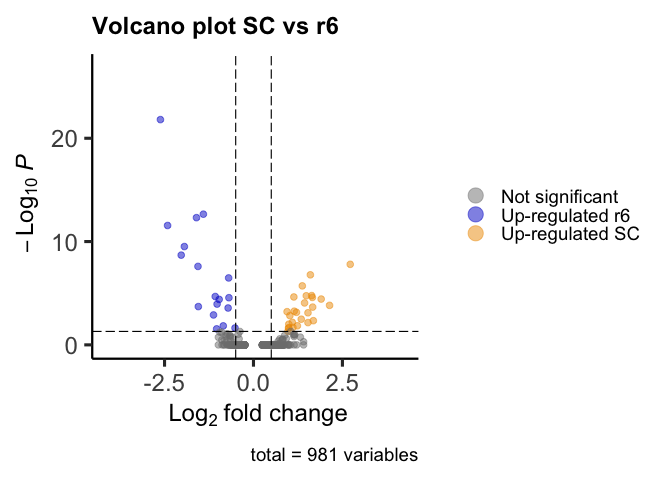 Volcano plot SC vs r6
20
10
0
− Log10 P
-2.5 0.0 2.5
Log2 fold change
Not significant
Up-regulated r6
Up-regulated SC
total = 981 variables